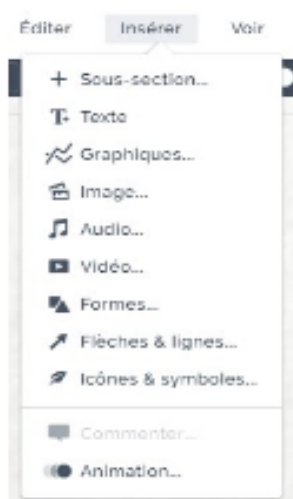 Éditer Insérer Voir
Sous-section...
Texte
Graphiques...
Image...
Audio...
Vidéo...
Formes...
Flèches & lignes...
Icônes & symboles...
Commenter...
Animation...